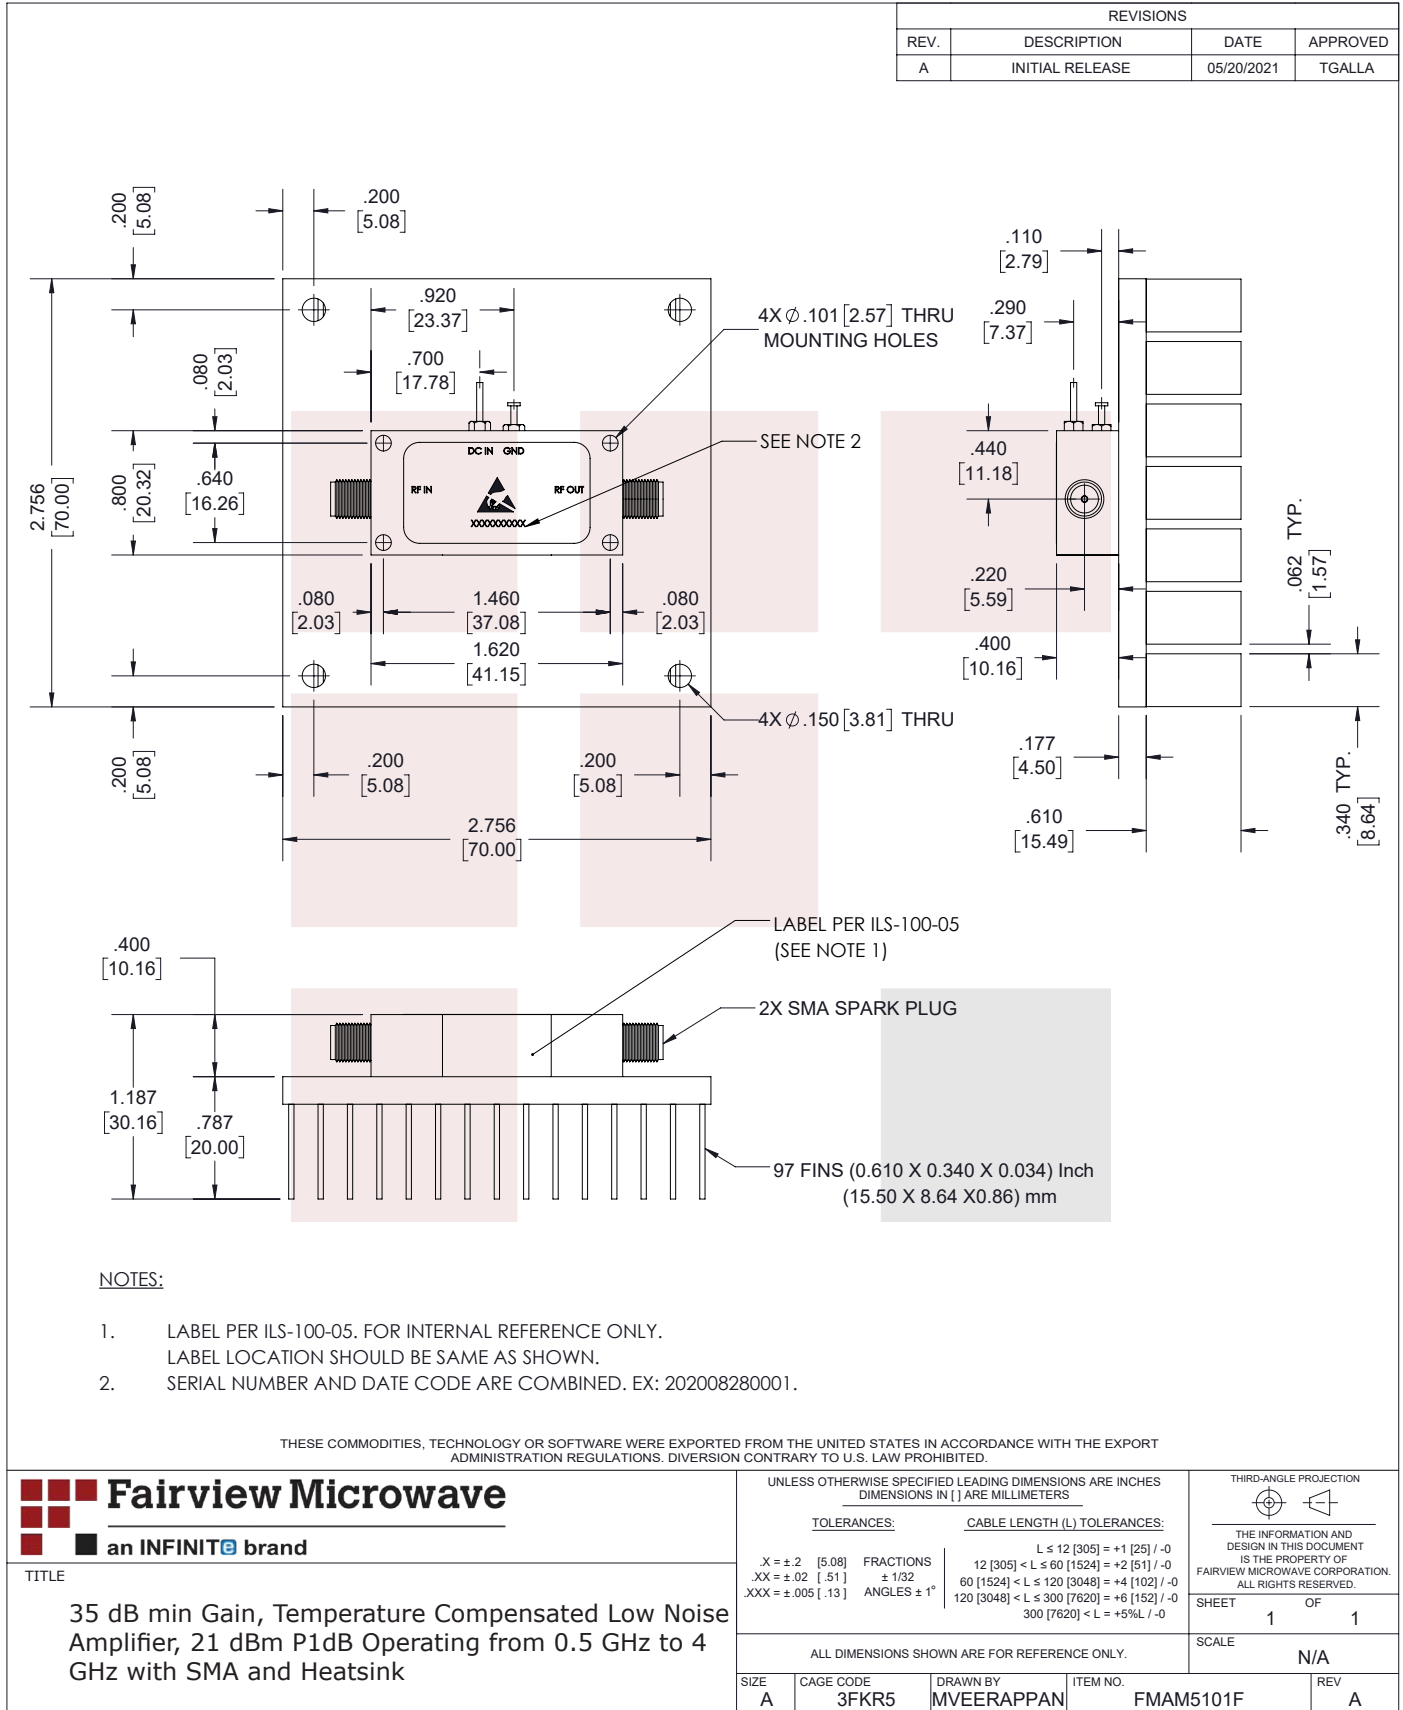 REVISIONS
REV. DESCRIPTION DATE APPROVED
A INITIAL RELEASE 05/20/2021 TGALLA
.200
[5.08]
.200
[5.08]
2.756
[70.00]
.920
[23.37]
.700
[17.78]
.080
[2.03]
.800
[20.32]
.640
[16.26]
4X Ø .101 [2.57] THRU
MOUNTING HOLES
SEE NOTE 2
DC IN GND
RF IN RF OUT
XXXXXXXXXX
.080
[2.03]
1.460
[37.08]
.080
[2.03]
1.620
[41.15]
4X Ø .150 [3.81] THRU
.200
[5.08]
.200
[5.08]
.200
[5.08]
2.756
[70.00]
.110
[2.79]
.290
[7.37]
.440
[11.18]
.220
[5.59]
.400
[10.16]
.062 TYP.
[1.57]
.177
[4.50]
.610
[15.49]
.340 TYP.
[8.64]
LABEL PER ILS-100-05
(SEE NOTE 1)
.400
[10.16]
2X SMA SPARK PLUG
1.187
[30.16]
.787
[20.00]
97 FINS (0.610 X 0.340 X 0.034) Inch
(15.50 X 8.64 X0.86) mm
NOTES:
1. LABEL PER ILS-100-05. FOR INTERNAL REFERENCE ONLY.
LABEL LOCATION SHOULD BE SAME AS SHOWN.
2. SERIAL NUMBER AND DATE CODE ARE COMBINED. EX: 202008280001.
THESE COMMODITIES, TECHNOLOGY OR SOFTWARE WERE EXPORTED FROM THE UNITED STATES IN ACCORDANCE WITH THE EXPORT
ADMINISTRATION REGULATIONS. DIVERSION CONTRARY TO U.S. LAW PROHIBITED.
Fairview Microwave
an INFINITe brand
TITLE
35 dB min Gain, Temperature Compensated Low Noise
Amplifier, 21 dBm P1dB Operating from 0.5 GHz to 4
GHz with SMA and Heatsink
UNLESS OTHERWISE SPECIFIED LEADING DIMENSIONS ARE INCHES
DIMENSIONS IN [ ] ARE MILLIMETERS
TOLERANCES:
.X = ±.2 [5.08] FRACTIONS
.XX = ±.02 [ .51 ] ± 1/32
.XXX = ±.005 [ .13 ] ANGLES ± 1°
CABLE LENGTH (L) TOLERANCES:
L ≤ 12 [305] = +1 [25] / -0
12 [305] < L ≤ 60 [1524] = +2 [51] / -0
60 [1524] < L ≤ 120 [3048] = +4 [102] / -0
120 [3048] < L ≤ 300 [7620] = +6 [152] / -0
300 [7620] < L = +5%L / -0
ALL DIMENSIONS SHOWN ARE FOR REFERENCE ONLY.
THIRD-ANGLE PROJECTION
THE INFORMATION AND
DESIGN IN THIS DOCUMENT
IS THE PROPERTY OF
FAIRVIEW MICROWAVE CORPORATION.
ALL RIGHTS RESERVED.
SHEET OF
1 1
SCALE
N/A
SIZE CAGE CODE DRAWN BY ITEM NO. REV
A 3FKR5 MVEERAPPAN FMAM5101F A